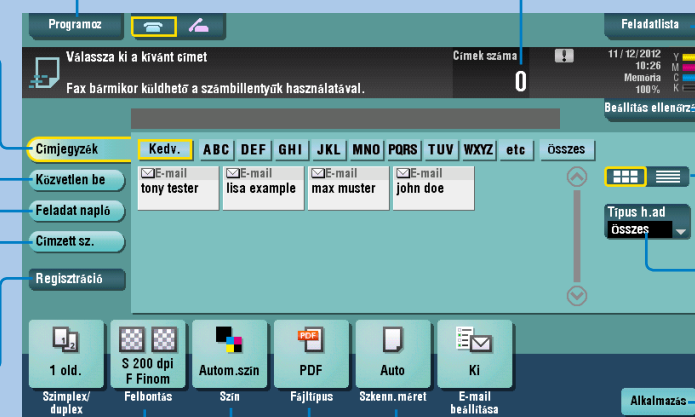 Programoz
Feladatlista
Válassza ki a kívánt címet
Fax bármikor küldhető a számbillentyűk használatával.
Címek száma
0
11/12/2012
10:26
Memória
100%
Y
M
C
K
Beállítás ellenőrzé
Címjegyzék
Közvetlen be
Feladat napló
Címzett sz.
Regisztráció
Kedv. ABC DEF GHI JKL MNO PQRS TUV WXYZ etc összes
E-mail
tony tester
E-mail
lisa example
E-mail
max muster
E-mail
john doe
Típus h.ad
összes
1 2
1 old.
S 200 dpi
F Finom
Autom.szín
PDF
PDF
Auto
Ki
Szimplex/
duplex
Felbontás
Szín
Fájltípus
Szkenn.méret
E-mail
beállítása
Alkalmazás